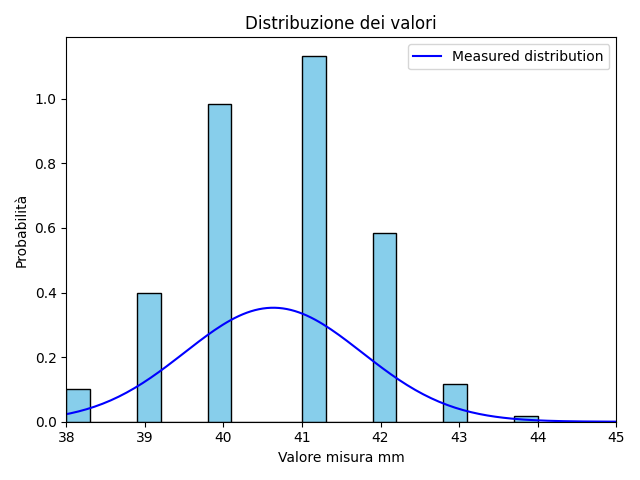 Distribuzione dei valori
Measured distribution
Probabilità
1.0
0.8
0.6
0.4
0.2
0.0
38 39 40 41 42 43 44 45
Valore misura mm